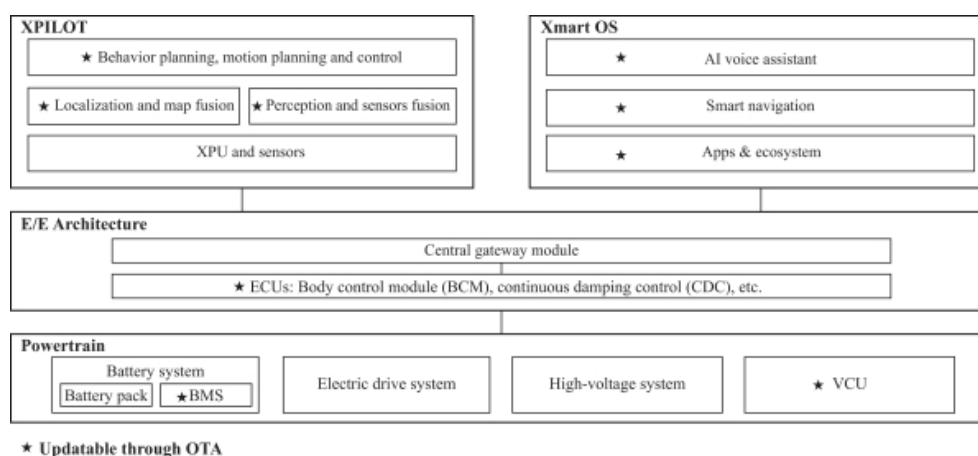 XPILOT
★ Behavior planning, motion planning and control
★ Localization and map fusion
★ Perception and sensors fusion
XPU and sensors
Xmart OS
★ AI voice assistant
★ Smart navigation
★ Apps & ecosystem
E/E Architecture
Central gateway module
★ ECUs: Body control module (BCM), continuous damping control (CDC), etc.
Powertrain
Battery system
Battery pack
★BMS
Electric drive system
High-voltage system
★ VCU
★ Updatable through OTA